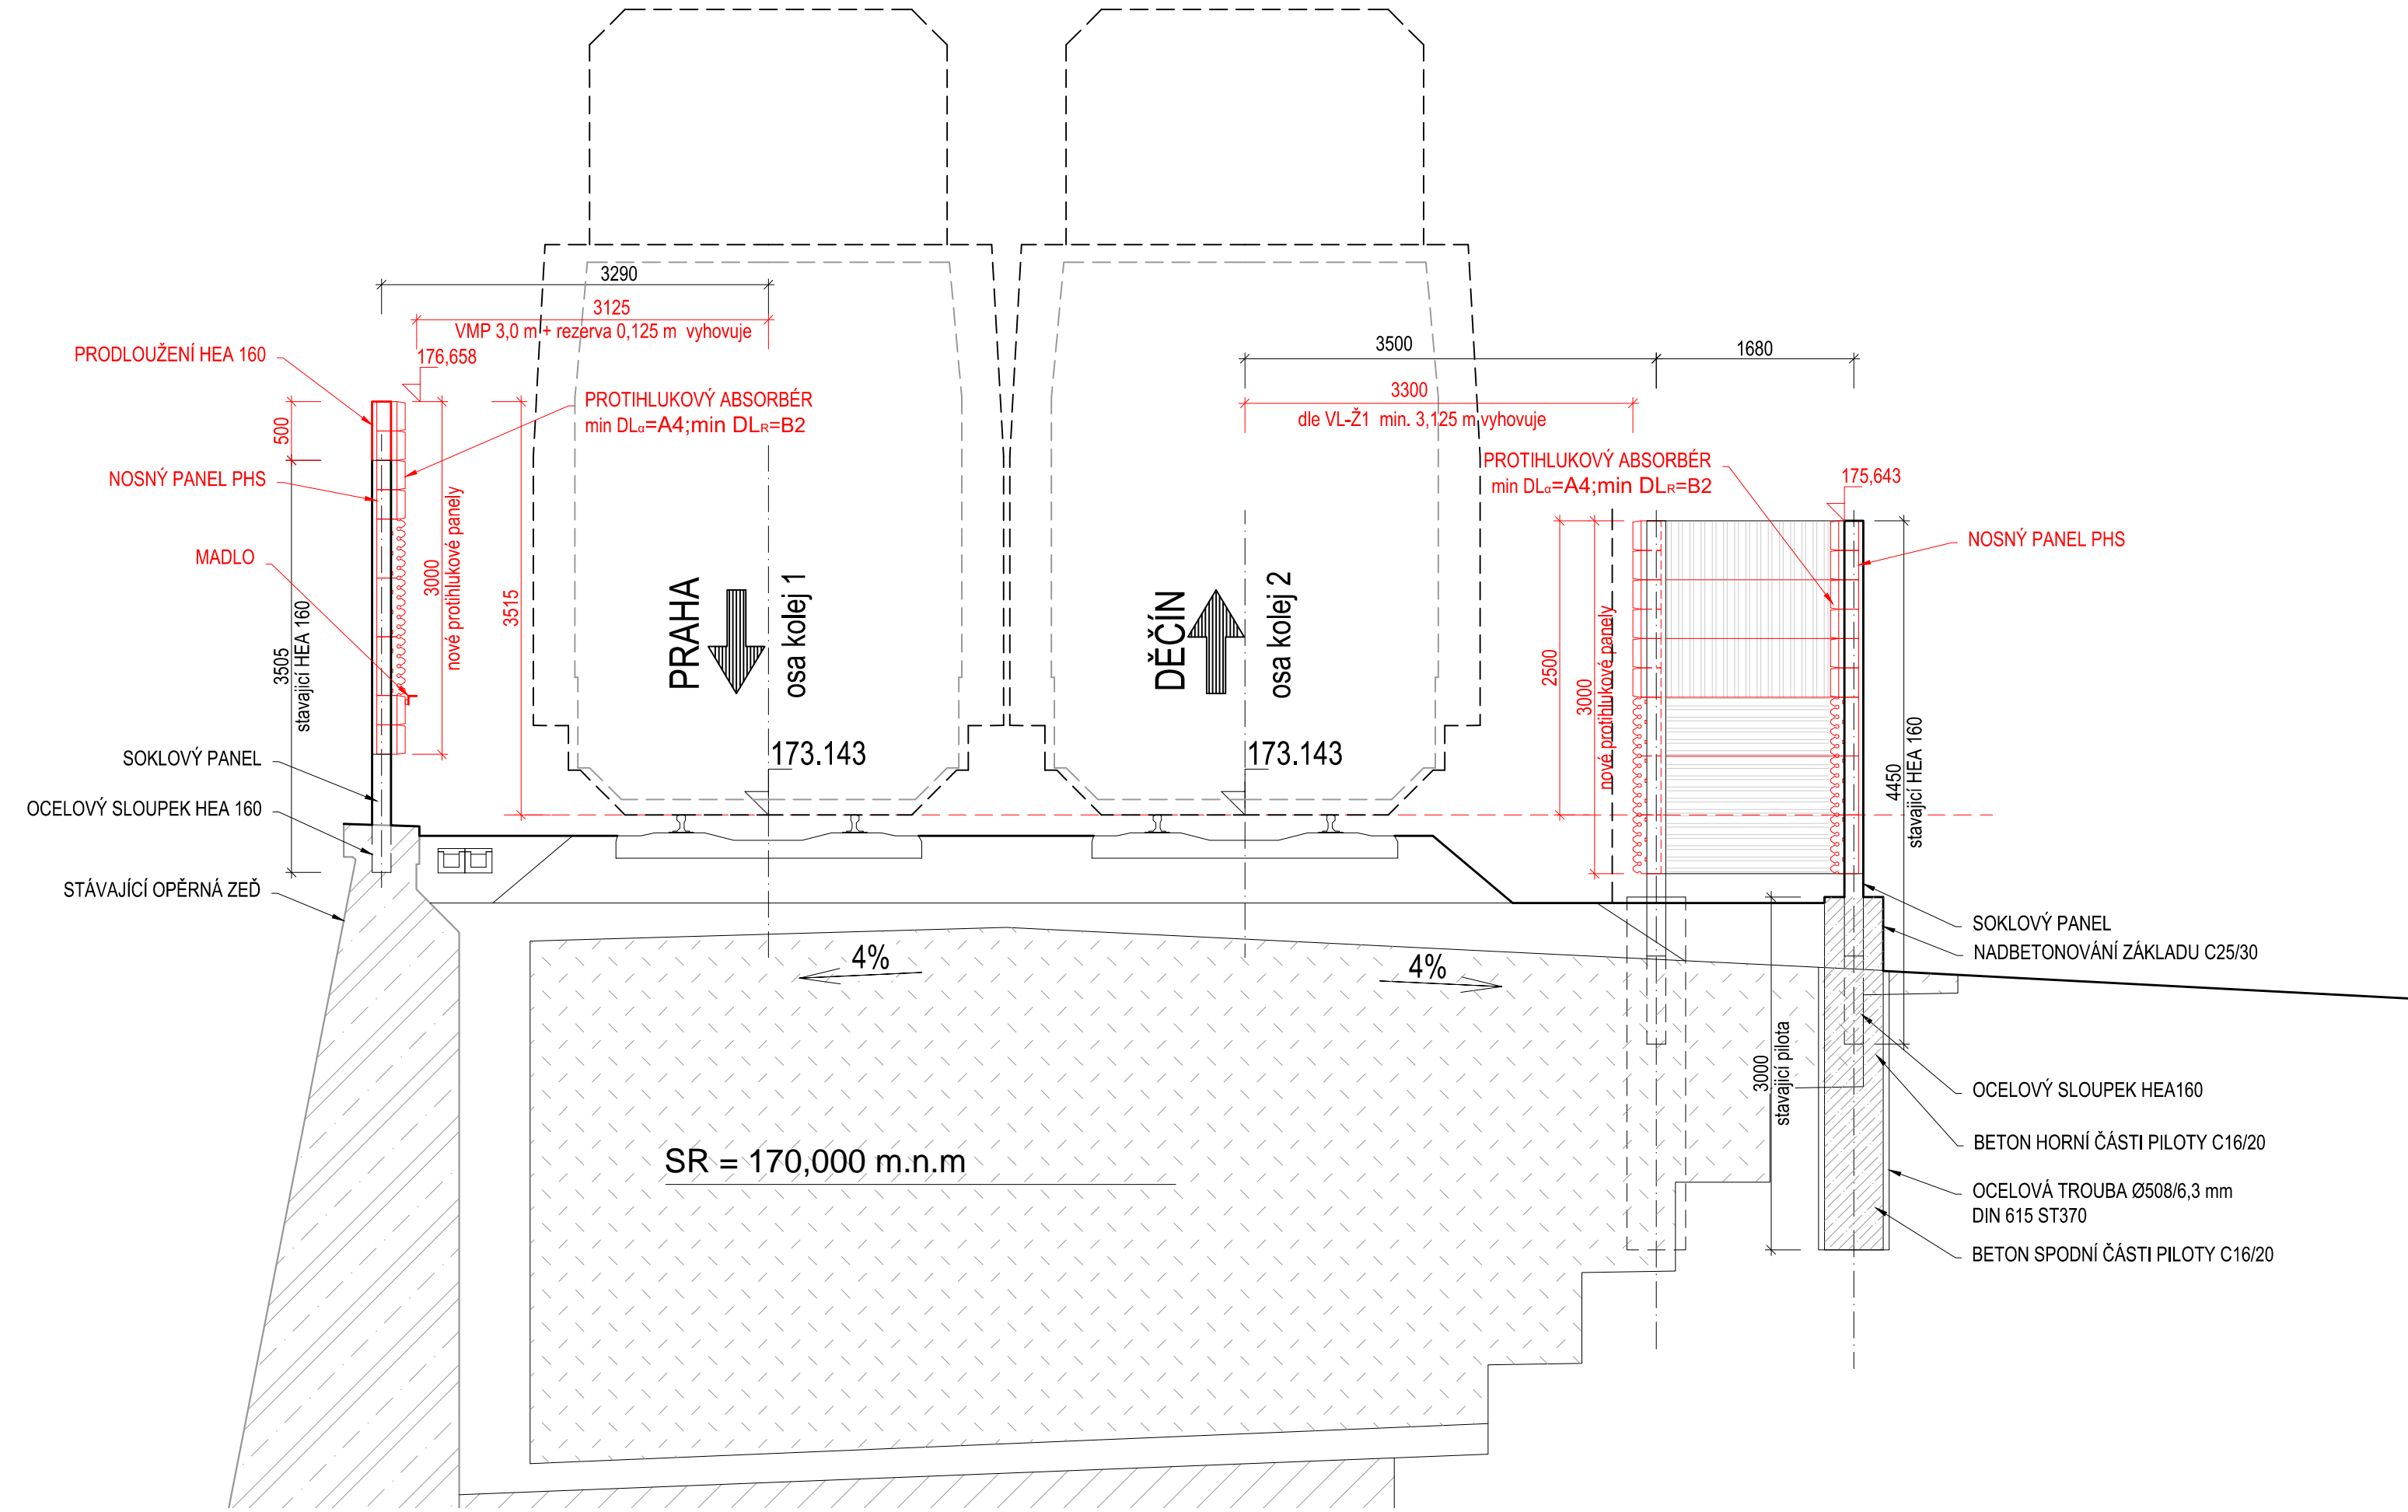 3290
3125
VMP 3,0 m + rezerva 0,125 m  vyhovuje
PRODLOUŽENÍ HEA 160
176,658
PROTIHLUKOVÝ ABSORBÉR
min DLα=A4;min DLR=B2
500
NOSNÝ PANEL PHS
MADLO
3505
stavajicí HEA 160
3000
nové protihlukové panely
3515
SOKLOVÝ PANEL
OCELOVÝ SLOUPEK HEA 160
STÁVAJÍCÍ OPĚRNÁ ZEĎ
PRAHA
osa kolej 1
173.143
DĚČÍN
osa kolej 2
173.143
3500
1680
3300
dle VL-Ž1  min. 3,125 m vyhovuje
PROTIHLUKOVÝ ABSORBÉR
min DLα=A4;min DLR=B2
175,643
NOSNÝ PANEL PHS
2500
3000
nové protihlukové panely
4450
stavajicí HEA 160
4%
4%
3000
stavajicí pilota
SR = 170,000 m.n.m
SOKLOVÝ PANEL
NADBETONOVÁNÍ ZÁKLADU C25/30
OCELOVÝ SLOUPEK HEA160
BETON HORNÍ ČÁSTI PILOTY C16/20
OCELOVÁ TROUBA Ø508/6,3 mm
DIN 615 ST370
BETON SPODNÍ ČÁSTI PILOTY C16/20